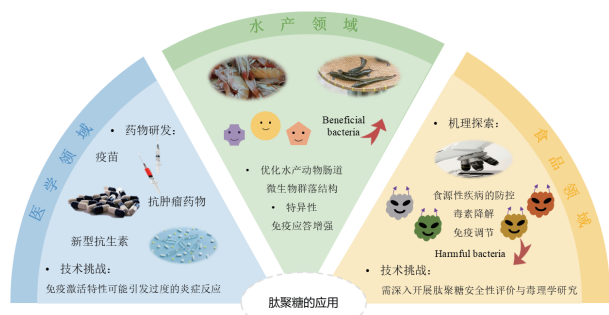 医学领域
• 药物研发：
疫苗
抗肿瘤药物
新型抗生素
• 技术挑战：
免疫激活特性可能引发过度的炎症反应
水产领域
Beneficial
bacteria
• 优化水产动物肠道
微生物群落结构
• 特异性
免疫应答增强
食品领域
• 机理探索：
食源性疾病的防控
毒素降解
免疫调节
Harmful bacteria
• 技术挑战：
需深入开展肽聚糖安全性评价与毒理学研究
肽聚糖的应用